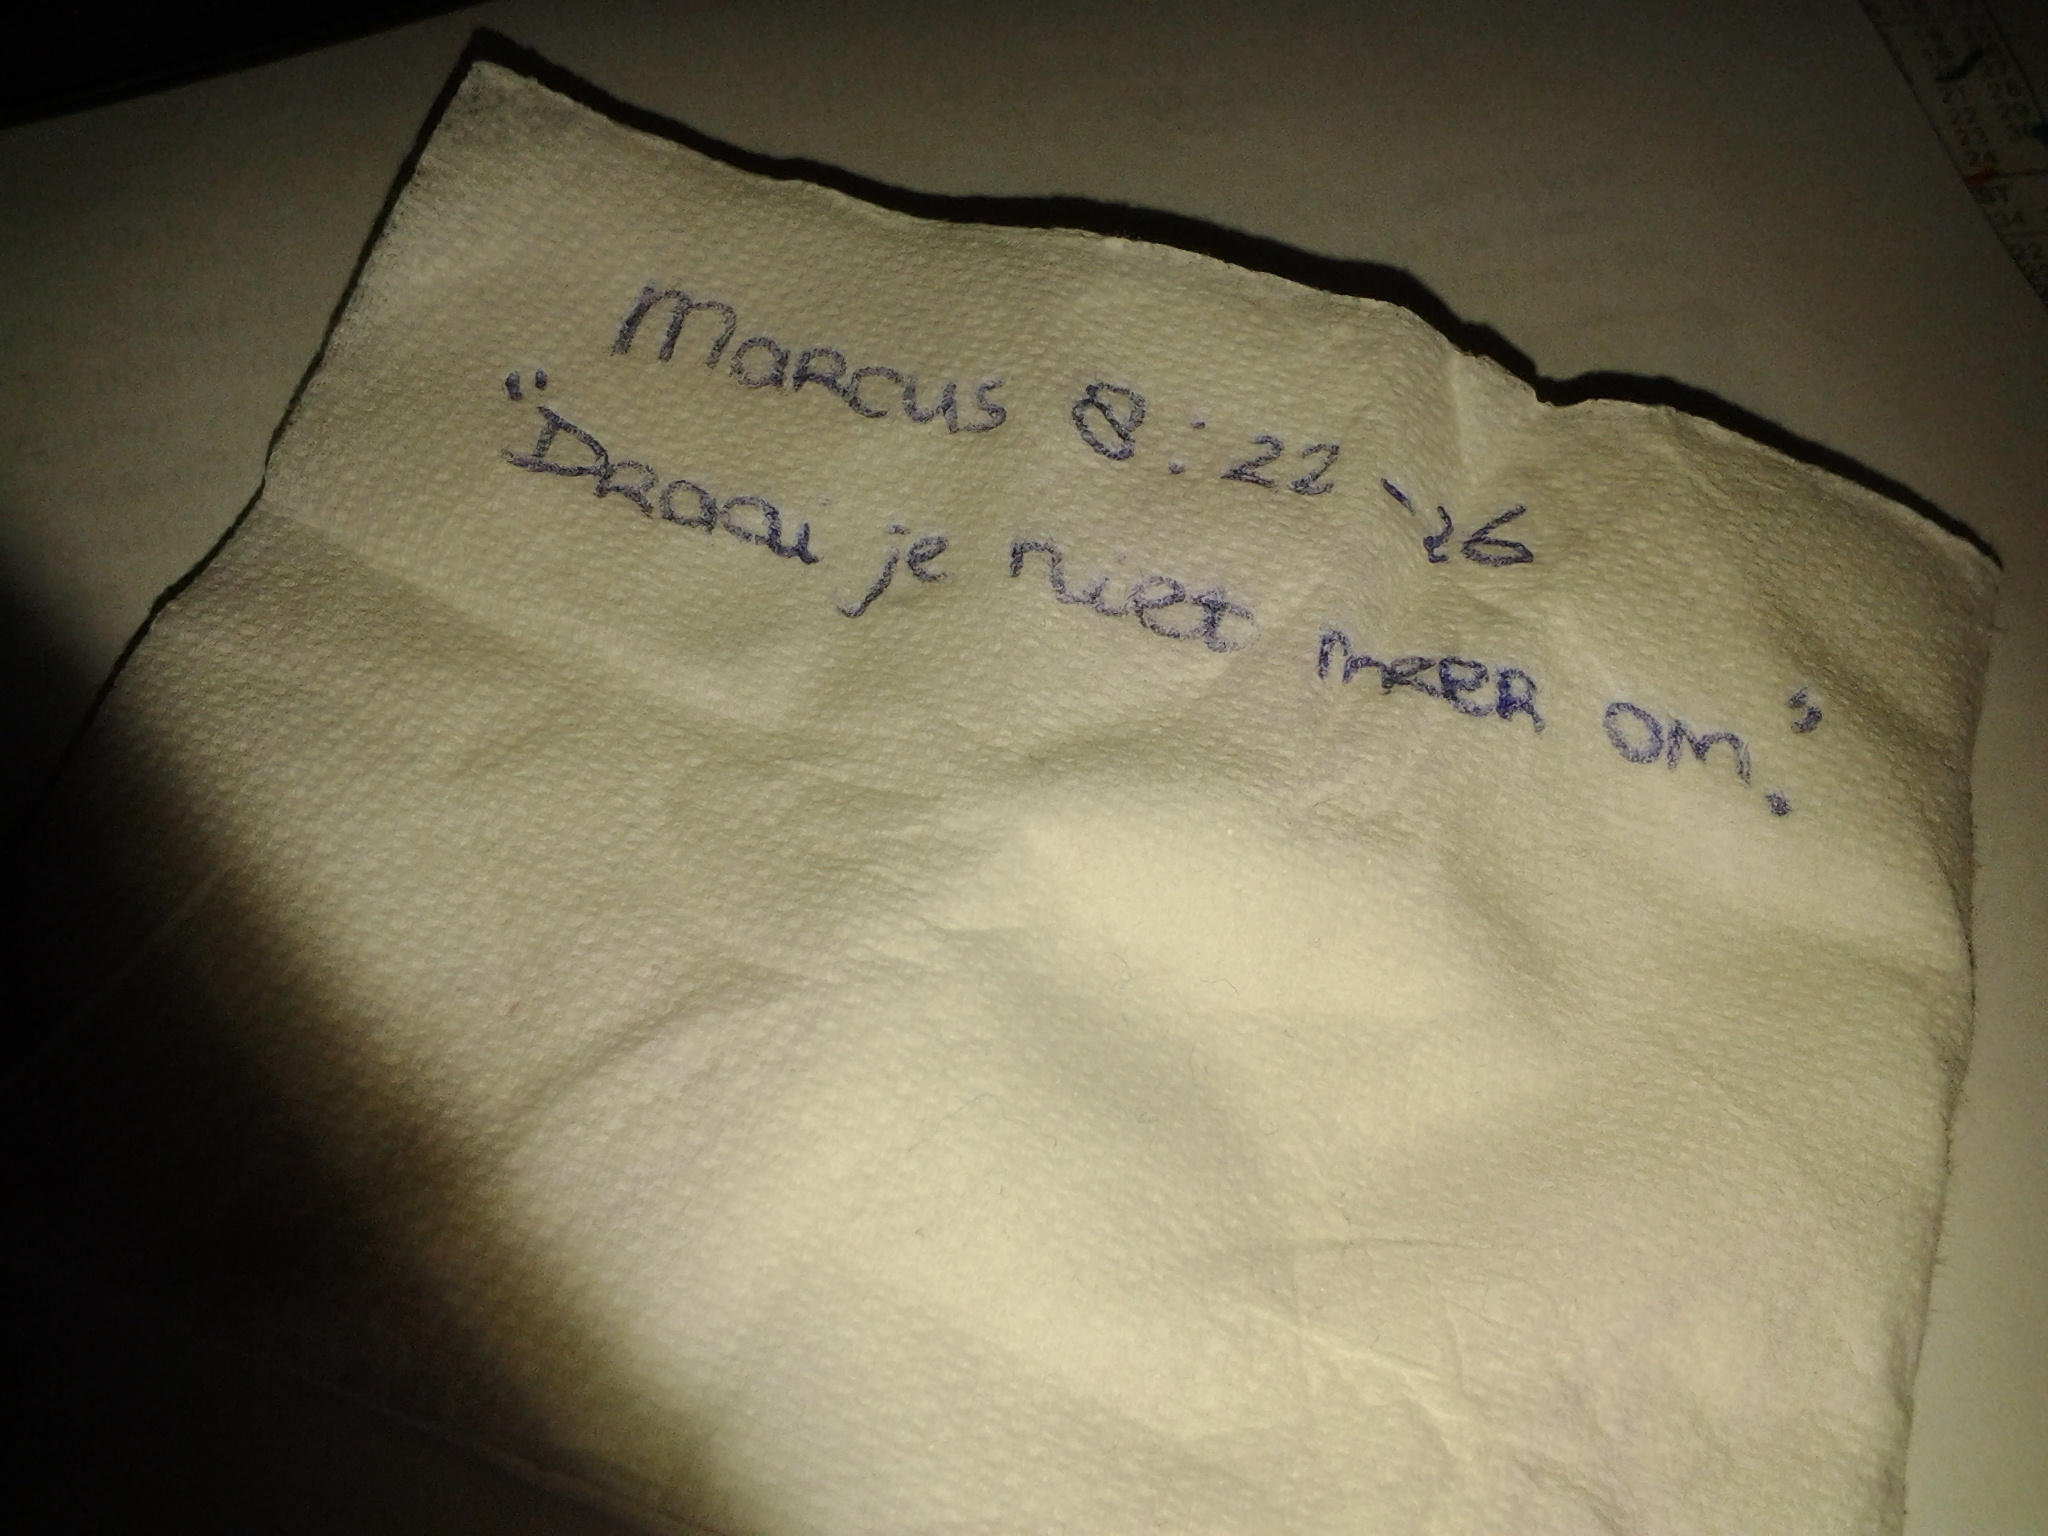 Marcus 8:22-26
"Draai je niet meer om."